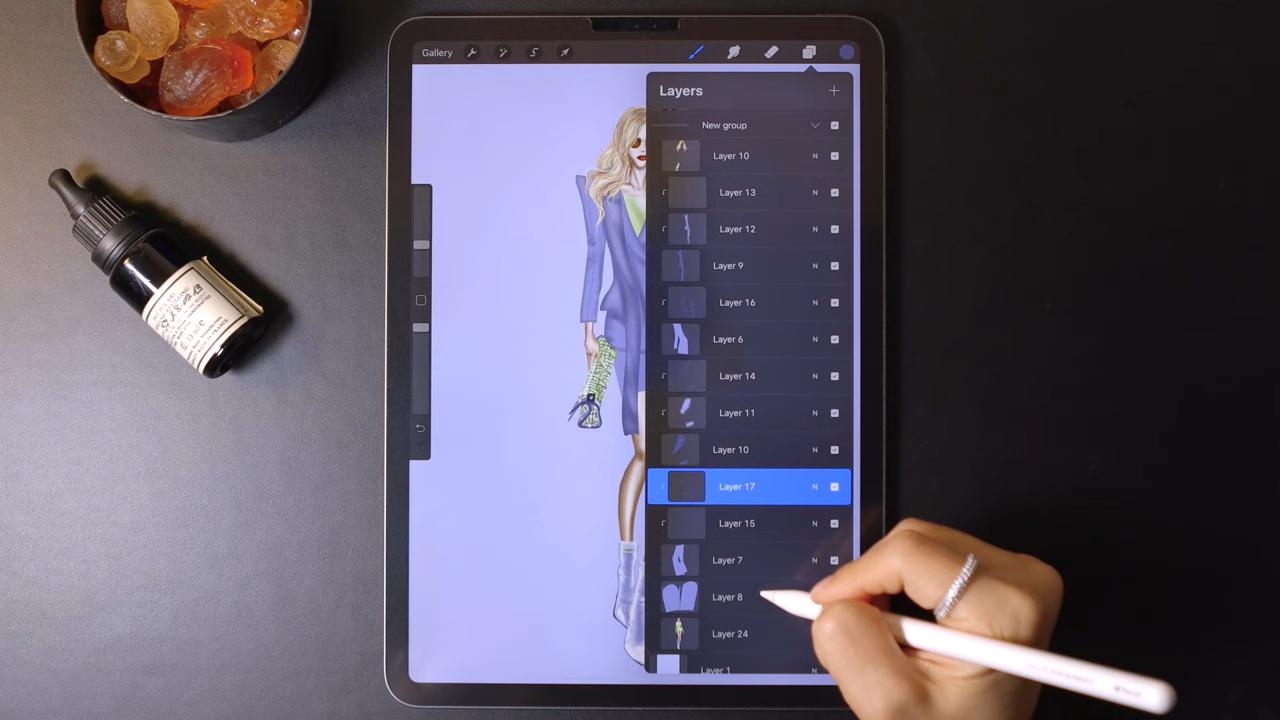 Gallery
Layers
New group
Layer 10 N
Layer 13 N
Layer 12 N
Layer 9 N
Layer 16 N
Layer 6 N
Layer 14 N
Layer 11 N
Layer 10 N
Layer 17 N
Layer 15 N
Layer 7 N
Layer 8
Layer 24
Layer 1 N